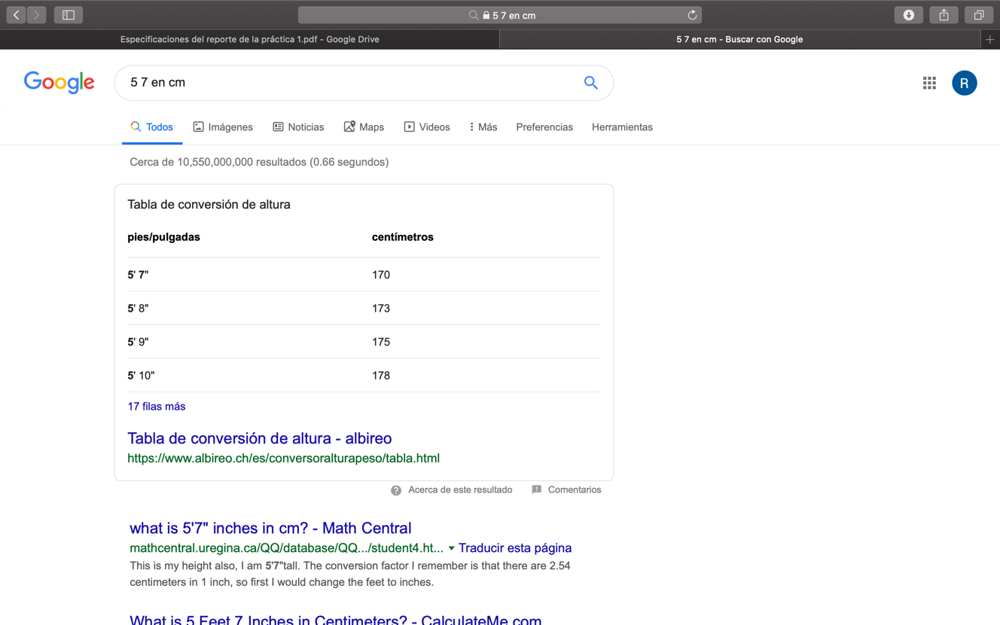 5 7 en cm
Especificaciones del reporte de la práctica 1.pdf - Google Drive
5 7 en cm - Buscar con Google
Google
5 7 en cm
R
Todos Imágenes Noticias Maps Videos Más Preferencias Herramientas
Cerca de 10,550,000,000 resultados (0.66 segundos)
Tabla de conversión de altura
pies/pulgadas centímetros
5' 7" 170
5' 8" 173
5' 9" 175
5' 10" 178
17 filas más
Tabla de conversión de altura - albireo
https://www.albireo.ch/es/conversoralturapeso/tabla.html
Acerca de este resultado Comentarios
what is 5'7" inches in cm? - Math Central
mathcentral.uregina.ca/QQ/database/QQ.../student4.ht... Traducir esta página
This is my height also, I am 5'7"tall. The conversion factor I remember is that there are 2.54
centimeters in 1 inch, so first I would change the feet to inches.
What is 5 Feet 7 Inches in Centimeters? - CalculateMe.com